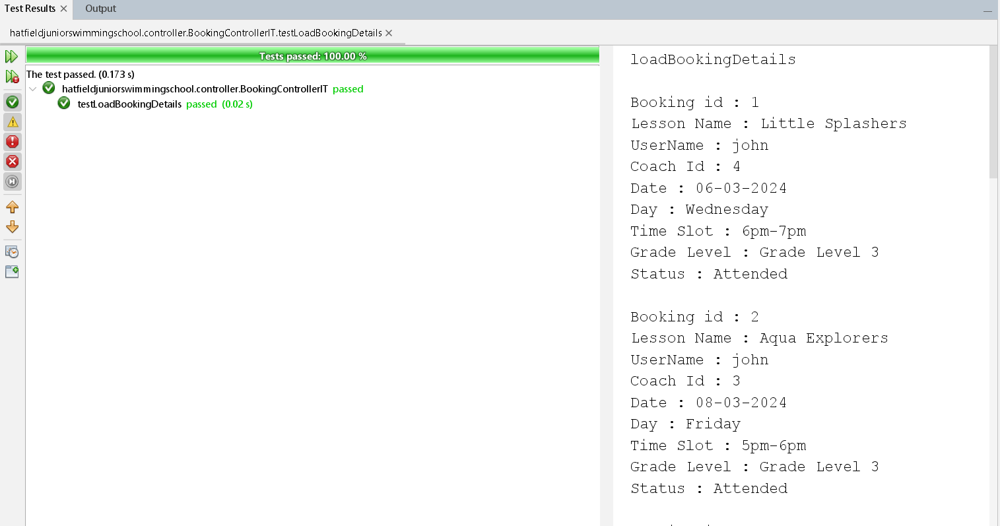 Test Results
Output
hatfieldjuniorswimmingschool.controller.BookingControllerIT.testLoadBookingDetails
Tests passed: 100.00 %
The test passed. (0.173 s)
hatfieldjuniorswimmingschool.controller.BookingControllerIT passed
testLoadBookingDetails passed (0.02 s)
loadBookingDetails
Booking id : 1
Lesson Name : Little Splashers
UserName : john
Coach Id : 4
Date : 06-03-2024
Day : Wednesday
Time Slot : 6pm-7pm
Grade Level : Grade Level 3
Status : Attended
Booking id : 2
Lesson Name : Aqua Explorers
UserName : john
Coach Id : 3
Date : 08-03-2024
Day : Friday
Time Slot : 5pm-6pm
Grade Level : Grade Level 3
Status : Attended